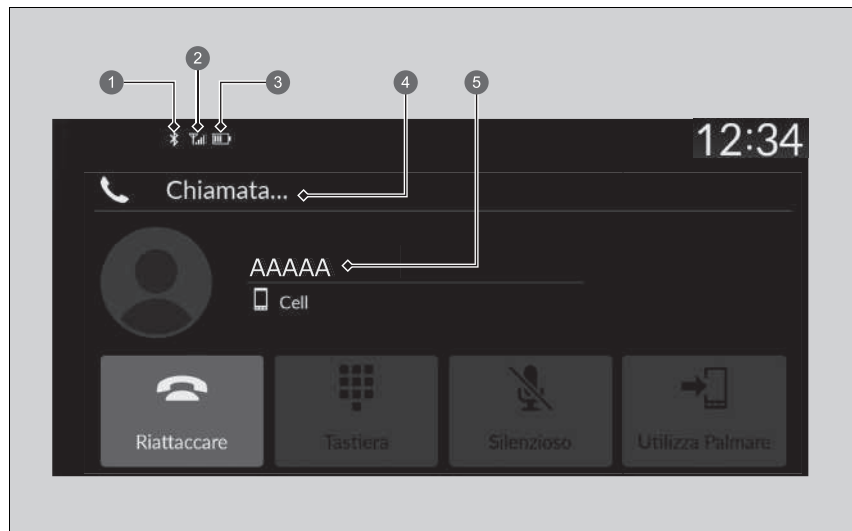 1
2
3
4
5
12:34
Chiamata...
AAAAA
Cell
Riattaccare
Tastiera
Silenzioso
Utilizza Palmare